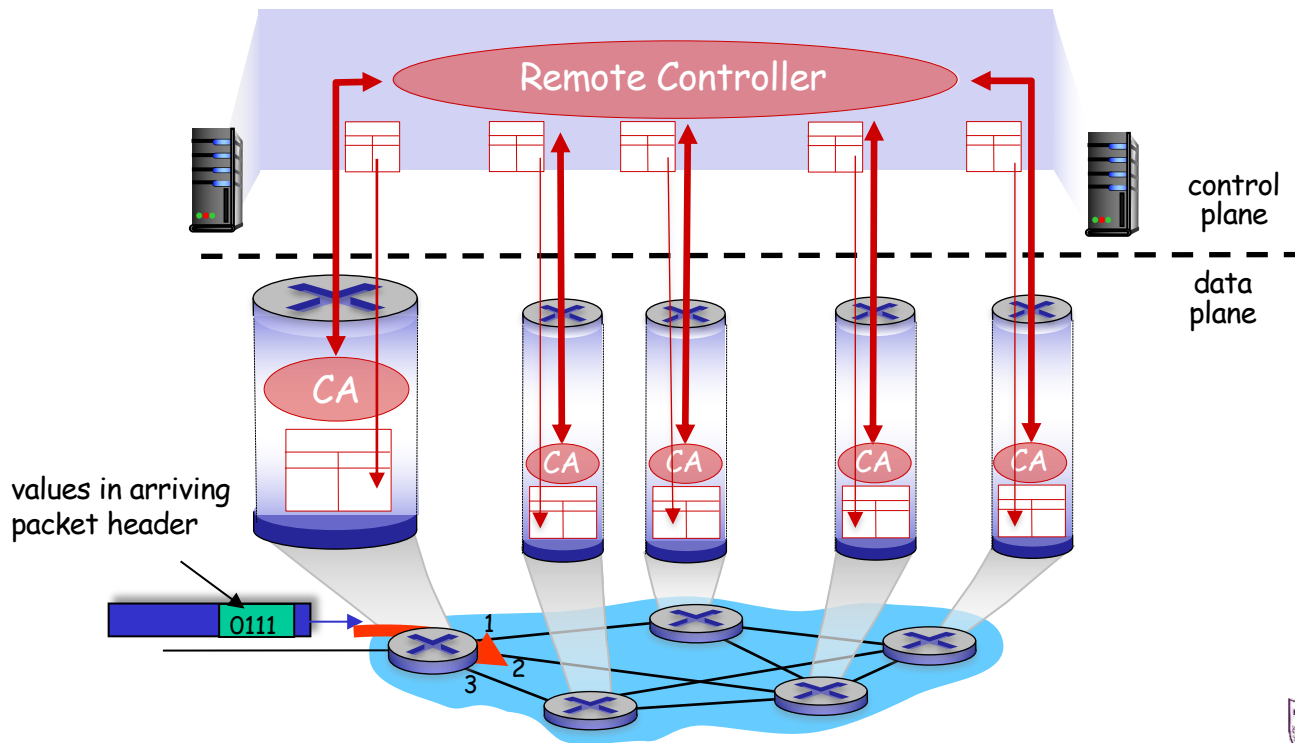 Remote Controller
control
plane
data
plane
CA
CA
CA
CA
CA
values in arriving
packet header
0111
1
2
3